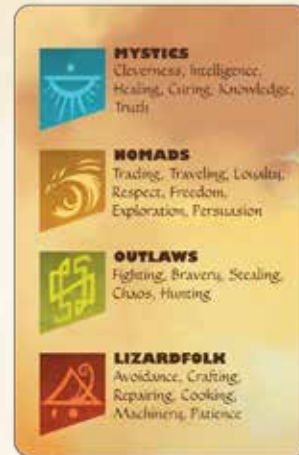 MYSTICS
Cleverness, Intelligence,
Healing, Curing, Knowledge,
Truth
NOMADS
Trading, Traveling, Loyalty,
Respect, Freedom,
Exploration, Persuasion
OUTLAWS
Fighting, Bravery, Stealing,
Chaos, Hunting
LIZARDFOLK
Avoidance, Crafting,
Repairing, Cooking,
Machinery, Patience